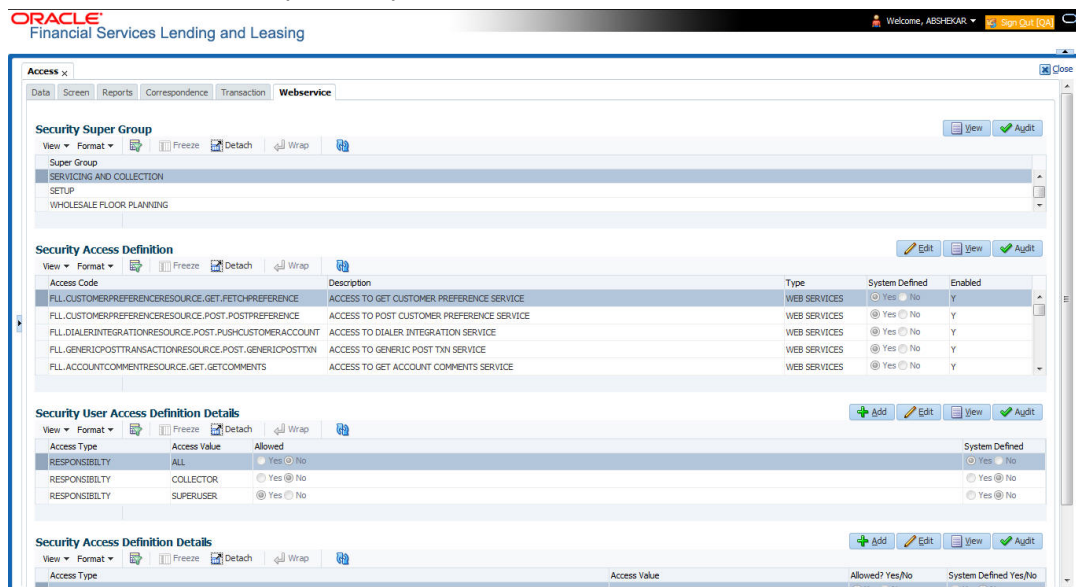 ORACLE
Financial Services Lending and Leasing
Welcome, ABSHEKAR
Sign Out [QA]
Access x
Close
Data Screen Reports Correspondence Transaction Webservice
Security Super Group
View Audit
View Format Freeze Detach Wrap
Super Group
SERVICING AND COLLECTION
SETUP
WHOLESALE FLOOR PLANNING
Security Access Definition
Edit View Audit
View Format Freeze Detach Wrap
Access Code Description Type System Defined Enabled
FLL.CUSTOMERPREFERENCERESOURCE.GET.FETCHPREFERENCE ACCESS TO GET CUSTOMER PREFERENCE SERVICE WEB SERVICES Yes No Y
FLL.CUSTOMERPREFERENCERESOURCE.POST.POSTPREFERENCE ACCESS TO POST CUSTOMER PREFERENCE SERVICE WEB SERVICES Yes No Y
FLL.DIALERINTEGRATIONRESOURCE.POST.PUSHCUSTOMERACCOUNT ACCESS TO DIALER INTEGRATION SERVICE WEB SERVICES Yes No Y
FLL.GENERICPOSTTRANSACTIONRESOURCE.POST.GENERICPOSTTXN ACCESS TO GENERIC POST TXN SERVICE WEB SERVICES Yes No Y
FLL.ACCOUNTCOMMENTRESOURCE.GET.GETCOMMENTS ACCESS TO GET ACCOUNT COMMENTS SERVICE WEB SERVICES Yes No Y
Security User Access Definition Details
Add Edit View Audit
View Format Freeze Detach Wrap
Access Type Access Value Allowed System Defined
RESPONSIBILTY ALL Yes No Yes No
RESPONSIBILTY COLLECTOR Yes No Yes No
RESPONSIBILTY SUPERUSER Yes No Yes No
Security Access Definition Details
Add Edit View Audit
View Format Freeze Detach Wrap
Access Type Access Value Allowed? Yes/No System Defined Yes/No